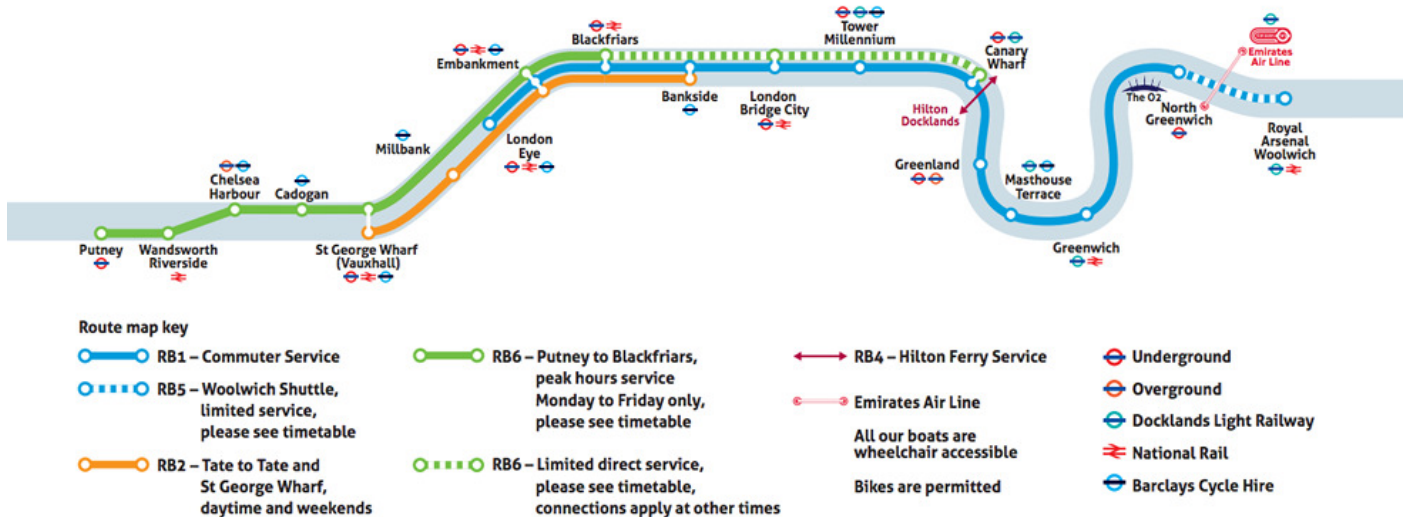 Tower
Millennium
Blackfriars
Embankment
Canary
Wharf
Emirates
Air Line
Bankside
London
Bridge City
Hilton
Docklands
The O2
North
Greenwich
Royal
Arsenal
Woolwich
Millbank
London
Eye
Greenland
Masthouse
Terrace
Chelsea
Harbour
Cadogan
Putney
Wandsworth
Riverside
St George Wharf
(Vauxhall)
Greenwich
Route map key
RB1 – Commuter Service
RB5 – Woolwich Shuttle,
limited service,
please see timetable
RB2 – Tate to Tate and
St George Wharf,
daytime and weekends
RB6 – Putney to Blackfriars,
peak hours service
Monday to Friday only,
please see timetable
RB6 – Limited direct service,
please see timetable,
connections apply at other times
RB4 – Hilton Ferry Service
Emirates Air Line
All our boats are
wheelchair accessible
Bikes are permitted
Underground
Overground
Docklands Light Railway
National Rail
Barclays Cycle Hire